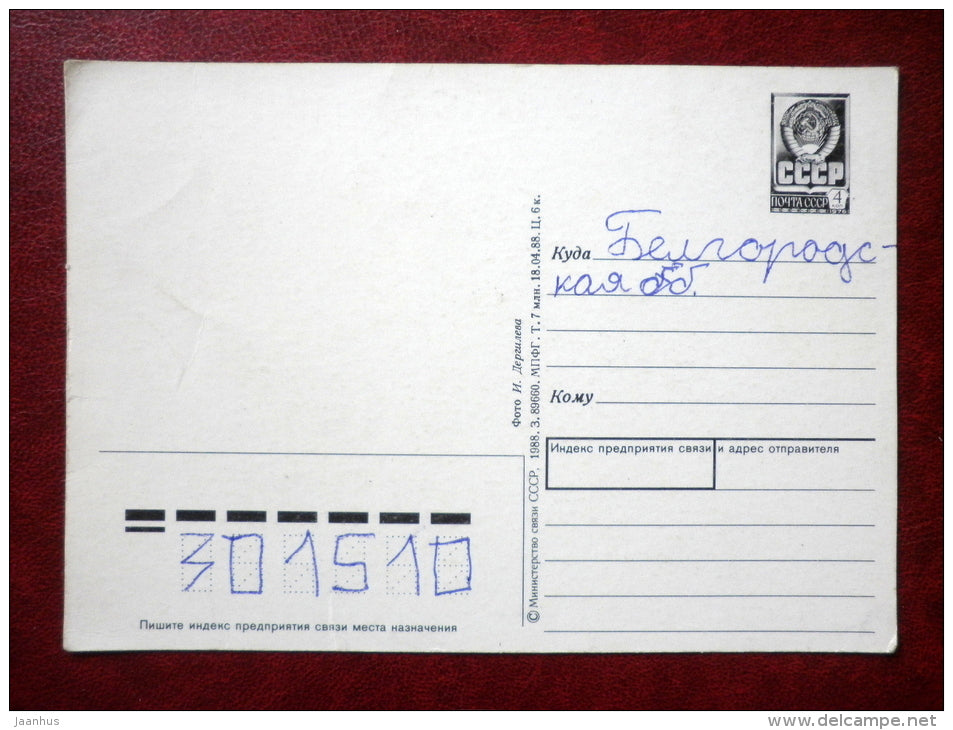 СССР
ПОЧТА СССР 4 КОП
1976
Куда Белгородс-
кая обл.
Кому
Индекс предприятия связи и адрес отправителя
Фото И. Дергилева
© Министерство связи СССР. 1988. З. 89660. МПФГ. Т. 7 млн. 18.04.88. Ц. 6 к.
301510
Пишите индекс предприятия связи места назначения
jaanhus
www.delcampe.net